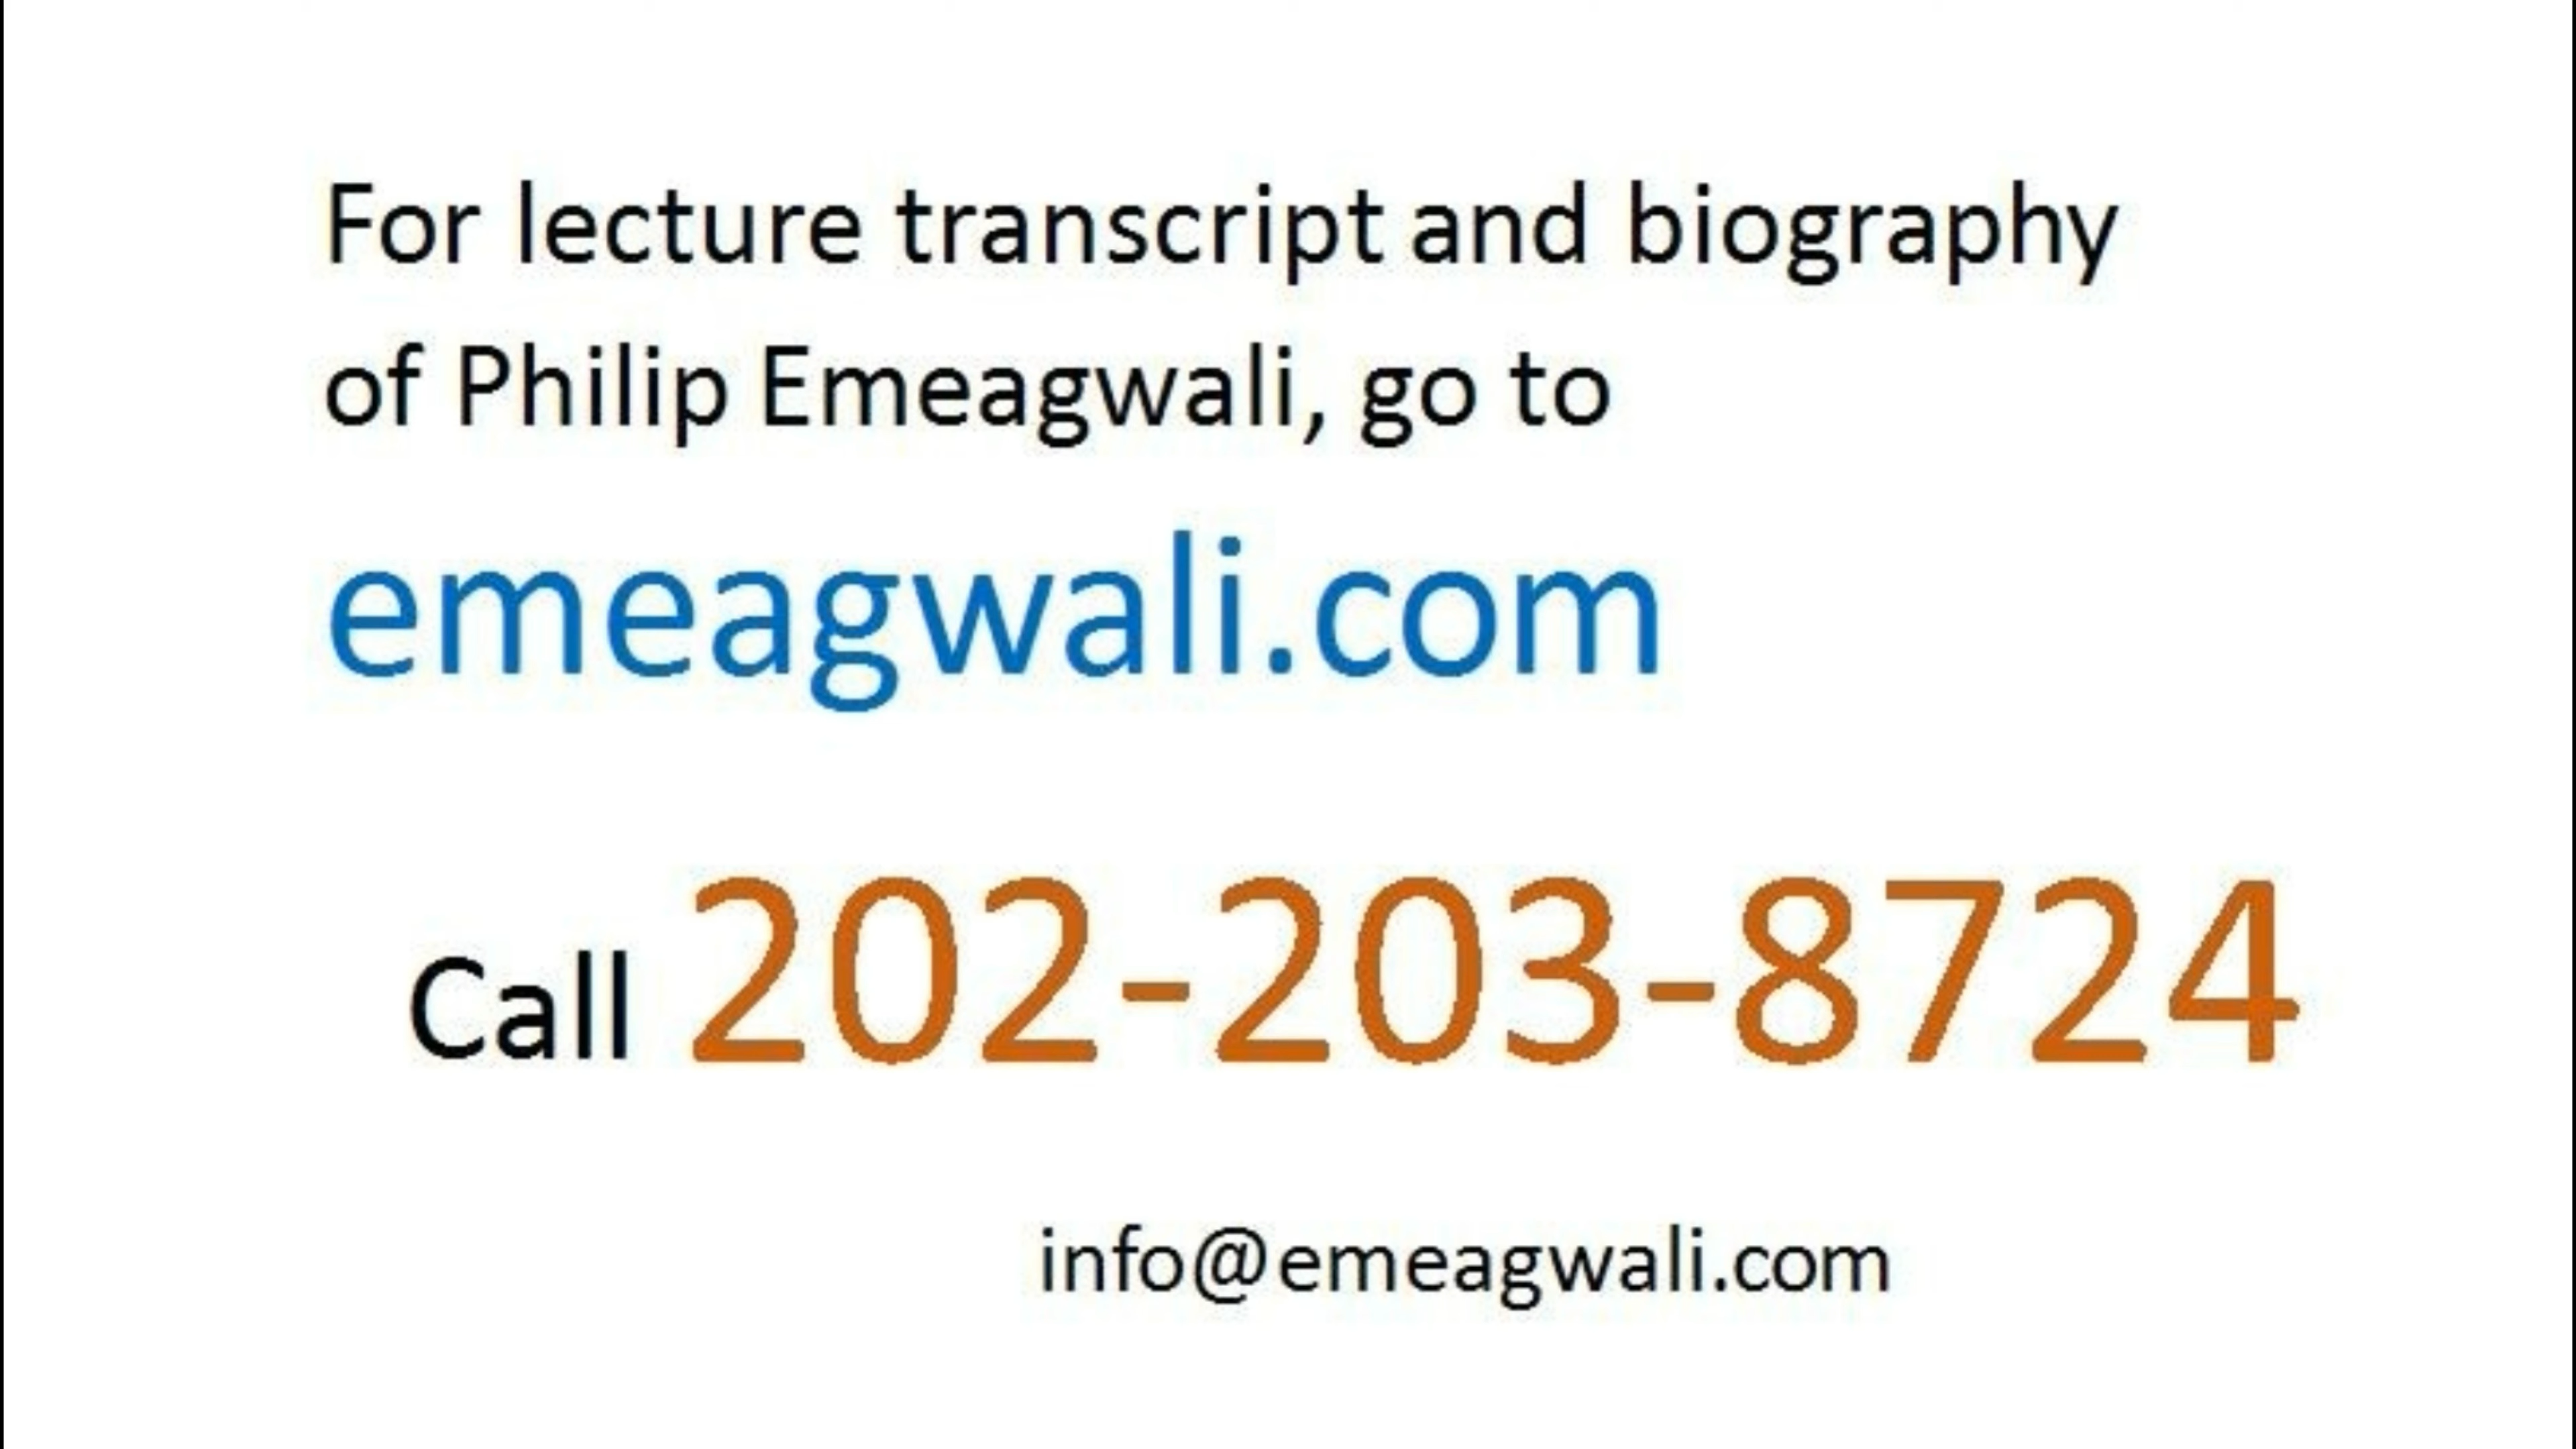 For lecture transcript and biography
of Philip Emeagwali, go to
emeagwali.com
Call 202-203-8724
info@emeagwali.com